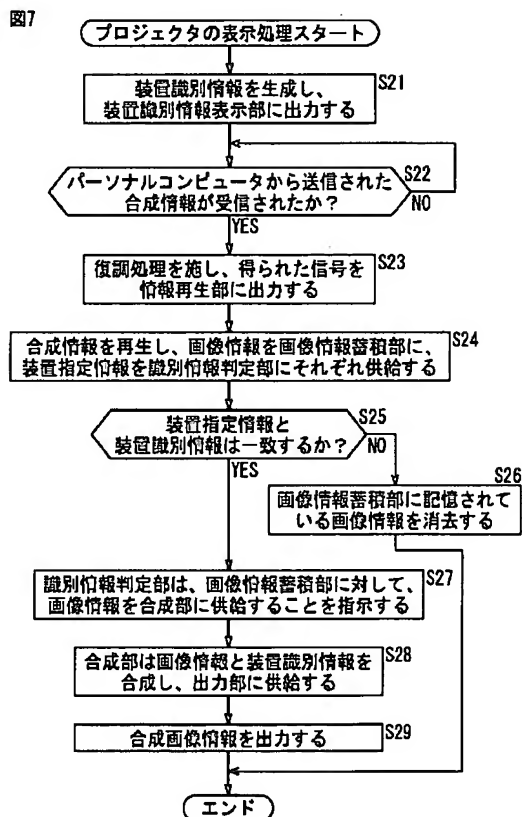 図7
プロジェクタの表示処理スタート
装置識別情報を生成し、
装置識別情報表示部に出力する
S21
S22
パーソナルコンピュータから送信された
合成情報が受信されたか？
NO
YES
S23
復調処理を施し、得られた信号を
情報再生部に出力する
S24
合成情報を再生し、画像情報を画像情報蓄積部に、
装置指定情報を識別情報判定部にそれぞれ供給する
S25
装置指定情報と
装置識別情報は一致するか？
NO
YES
S26
画像情報蓄積部に記憶されて
いる画像情報を消去する
識別情報判定部は、画像情報蓄積部に対して、
画像情報を合成部に供給することを指示する
S27
合成部は画像情報と装置識別情報を
合成し、出力部に供給する
S28
合成画像情報を出力する
S29
エンド